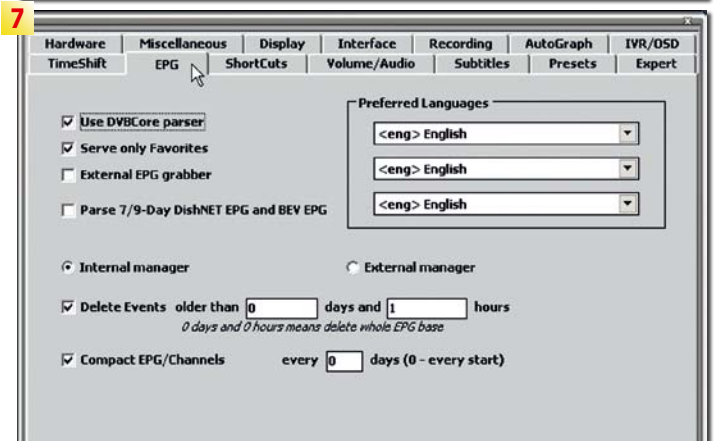 7
Hardware Miscellaneous Display Interface Recording AutoGraph IVR/OSD
TimeShift EPG ShortCuts Volume/Audio Subtitles Presets Expert
Preferred Languages
Use DVBCore parser
<eng> English
Serve only Favorites
<eng> English
External EPG grabber
<eng> English
Parse 7/9-Day DishNET EPG and BEV EPG
Internal manager External manager
Delete Events older than 0 days and 1 hours
0 days and 0 hours means delete whole EPG base
Compact EPG/Channels every 0 days (0 - every start)